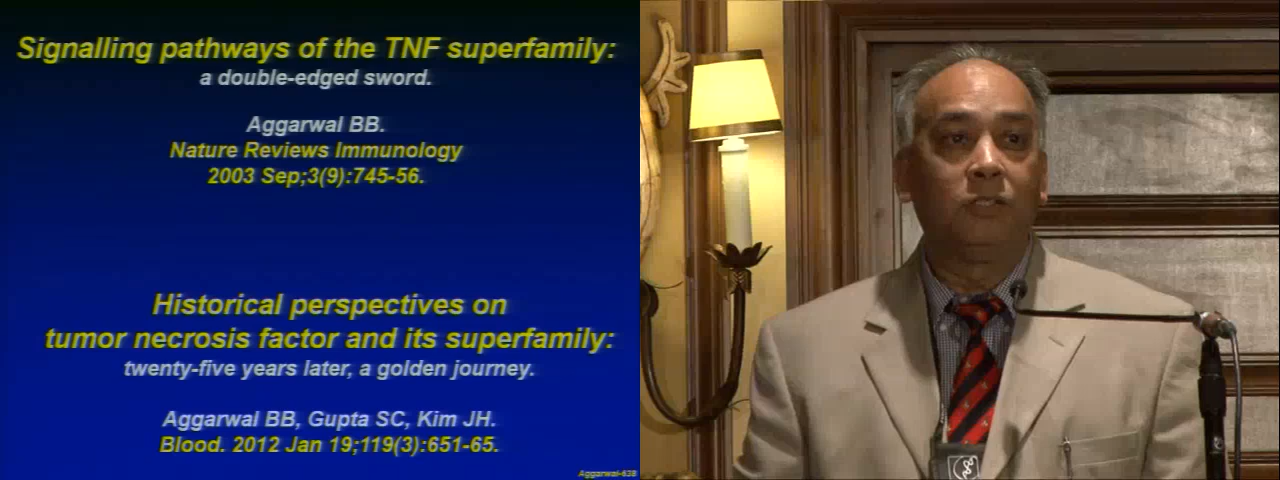 Signalling pathways of the TNF superfamily:
a double-edged sword.
Aggarwal BB.
Nature Reviews Immunology
2003 Sep;3(9):745-56.
Historical perspectives on
tumor necrosis factor and its superfamily:
twenty-five years later, a golden journey.
Aggarwal BB, Gupta SC, Kim JH.
Blood. 2012 Jan 19;119(3):651-65.
Aggarwal-638